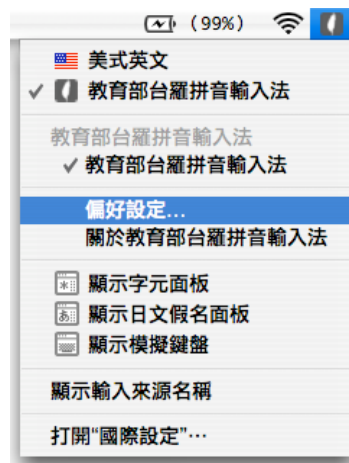 (99%)
美式英文
教育部台羅拼音輸入法
教育部台羅拼音輸入法
教育部台羅拼音輸入法
偏好設定...
關於教育部台羅拼音輸入法
顯示字元面板
顯示日文假名面板
顯示模擬鍵盤
顯示輸入來源名稱
打開“國際設定”⋯